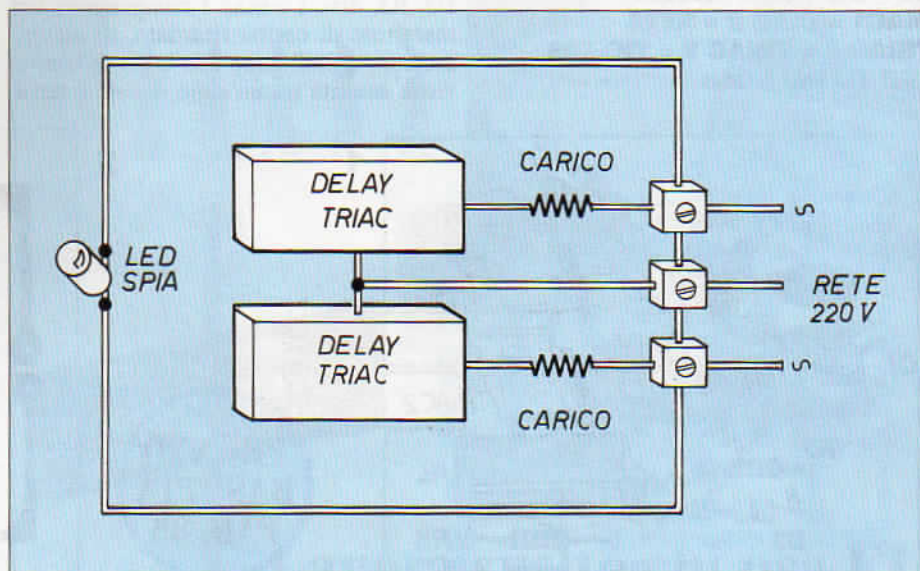 DELAY
TRIAC
CARICO
LED
SPIA
RETE
220 V
DELAY
TRIAC
CARICO
S
S